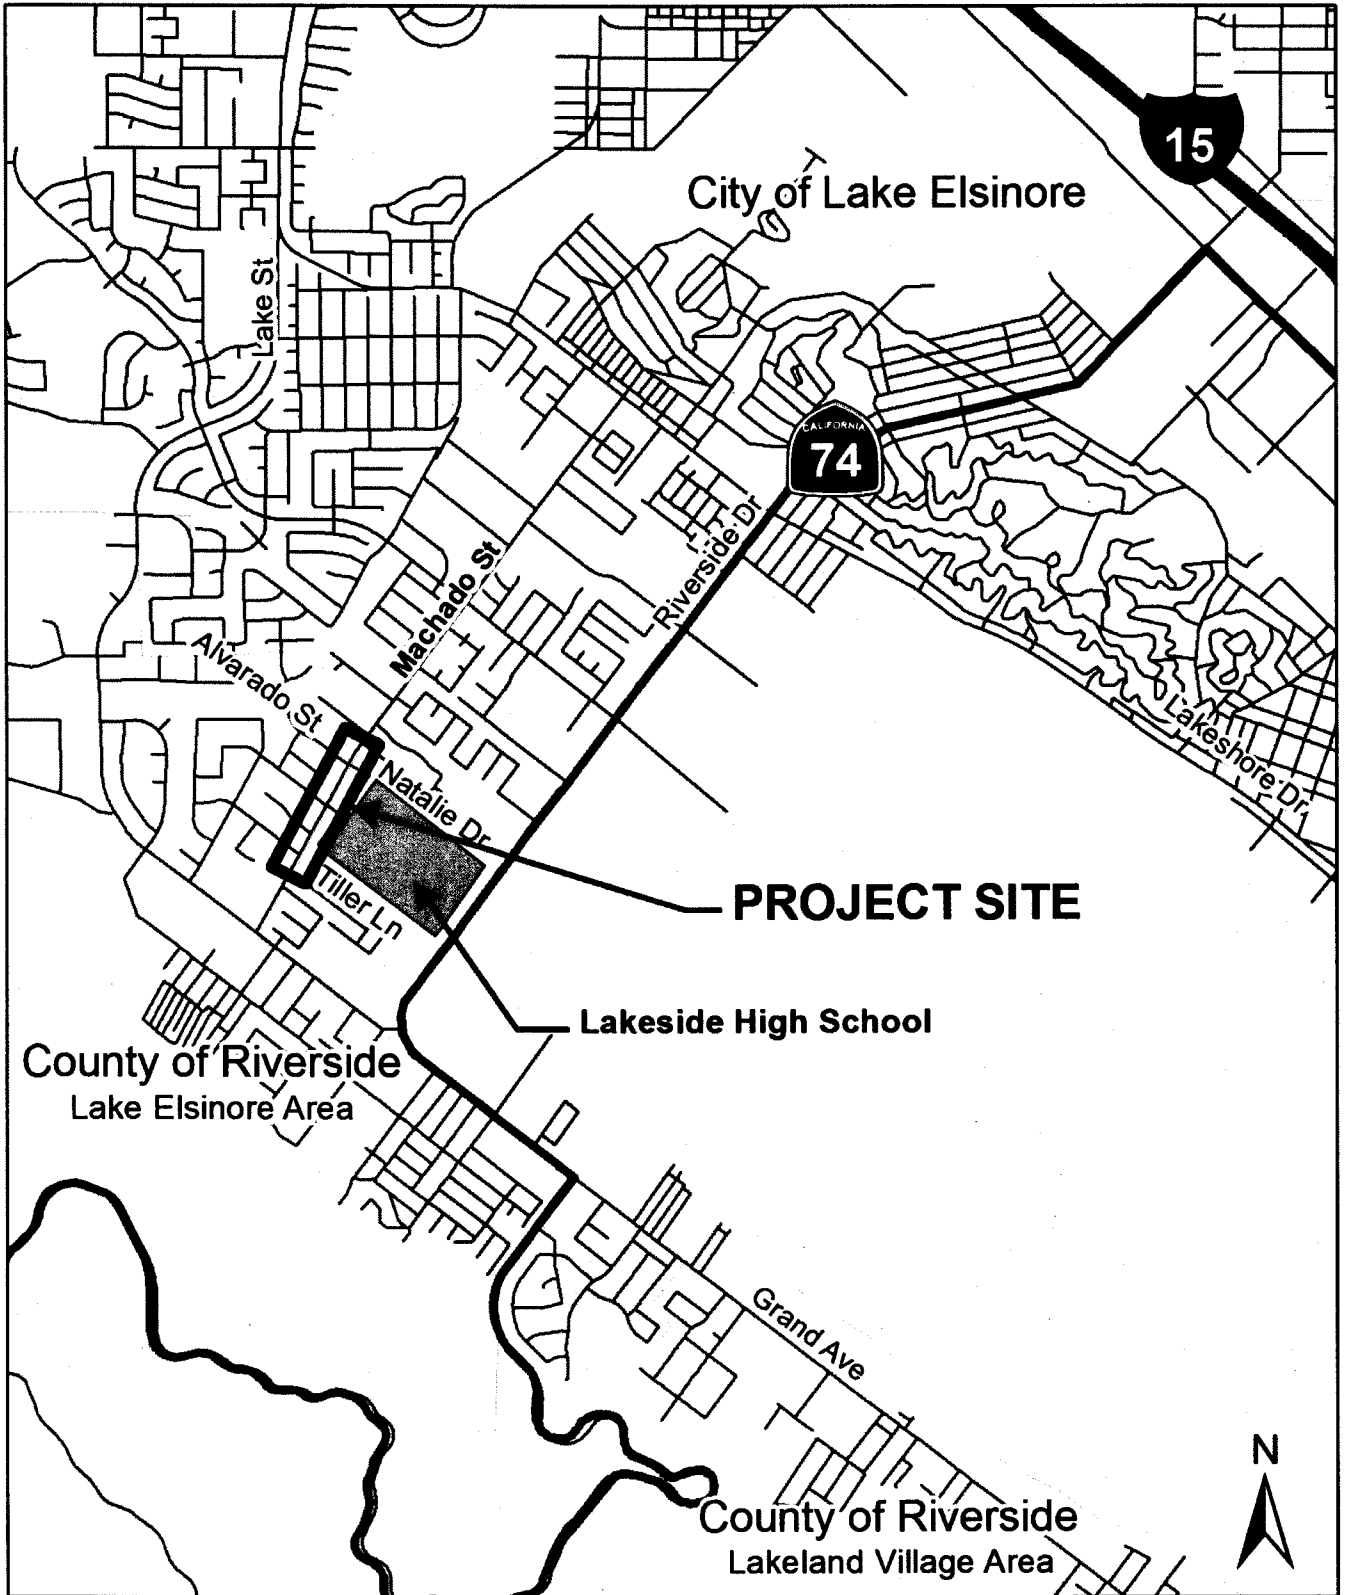 15
City of Lake Elsinore
Lake St
CALIFORNIA
74
Riverside Dr
Machado St
Alvarado St
Lakeshore Dr
Natalie Dr
PROJECT SITE
Tiller Ln
Lakeside High School
County of Riverside
Lake Elsinore Area
Grand Ave
N
County of Riverside
Lakeland Village Area